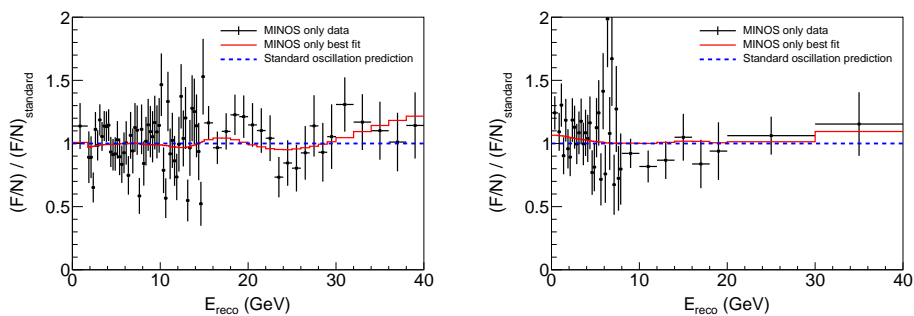 (F/N) / (F/N)standard
2
1.5
1
0.5
0
MINOS only data
MINOS only best fit
Standard oscillation prediction
0 10 20 30 40
Ereco (GeV)
(F/N) / (F/N)standard
2
1.5
1
0.5
0
MINOS only data
MINOS only best fit
Standard oscillation prediction
0 10 20 30 40
Ereco (GeV)